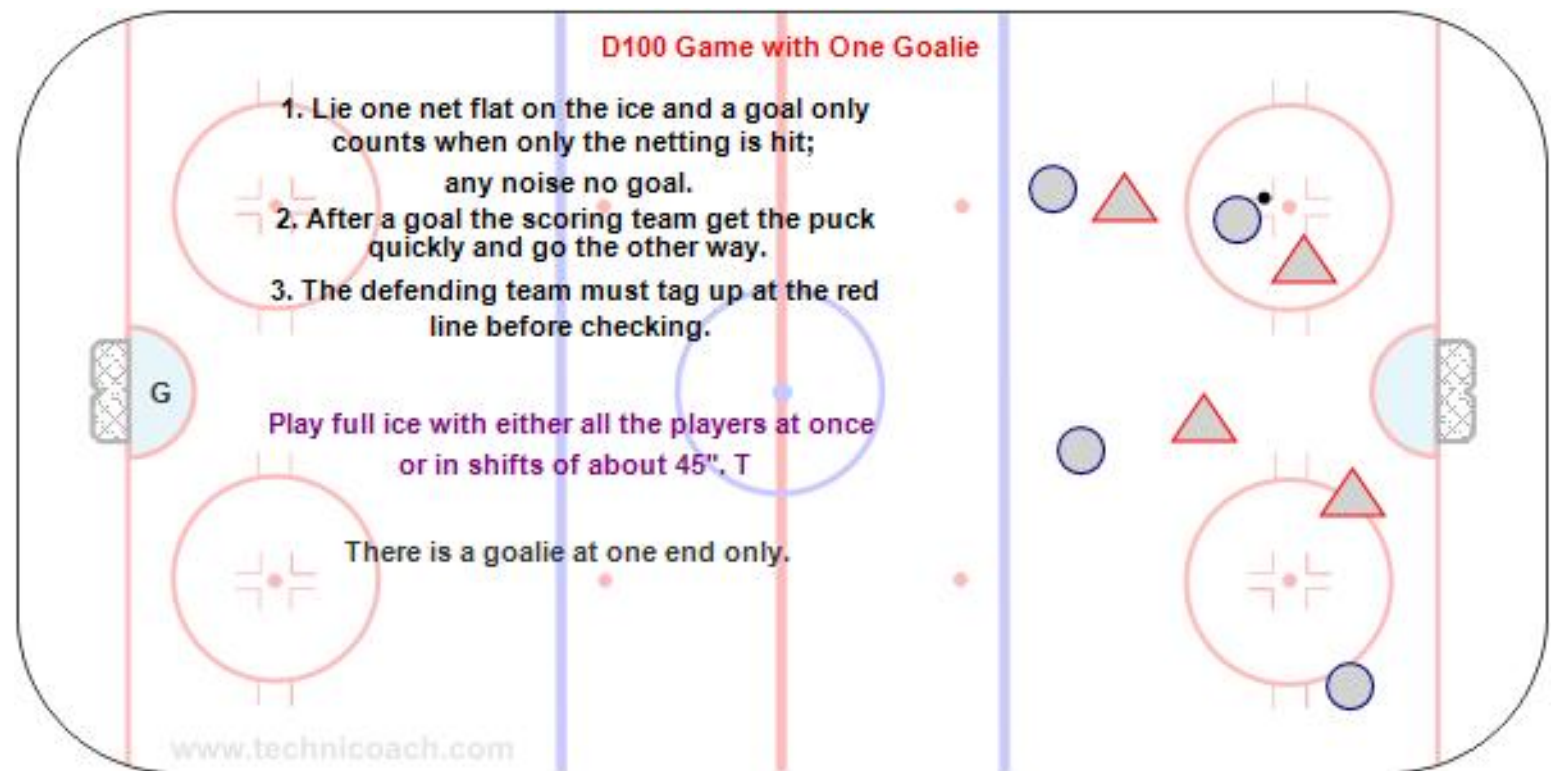 D100 Game with One Goalie
1. Lie one net flat on the ice and a goal only
counts when only the netting is hit;
any noise no goal.
2. After a goal the scoring team get the puck
quickly and go the other way.
3. The defending team must tag up at the red
line before checking.
G
Play full ice with either all the players at once
or in shifts of about 45". T
There is a goalie at one end only.
www.technicoach.com